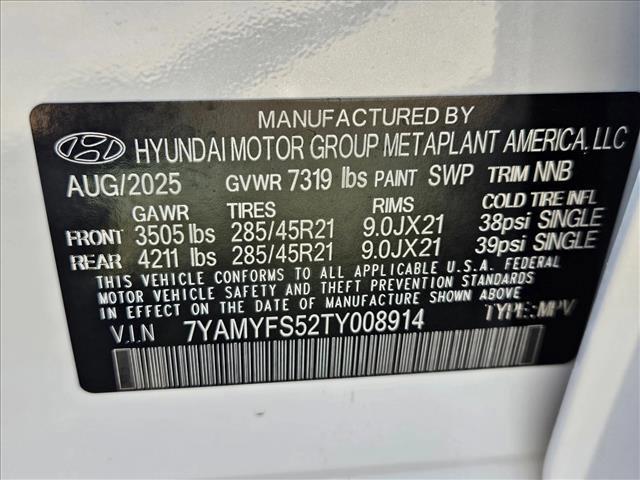 MANUFACTURED BY
HYUNDAI MOTOR GROUP METAPLANT AMERICA, LLC
AUG/2025 GVWR 7319 lbs PAINT SWP TRIM NNB
GAWR TIRES RIMS COLD TIRE INFL
FRONT 3505 lbs 285/45R21 9.0JX21 38psi SINGLE
REAR 4211 lbs 285/45R21 9.0JX21 39psi SINGLE
THIS VEHICLE CONFORMS TO ALL APPLICABLE U.S.A. FEDERAL
MOTOR VEHICLE SAFETY AND THEFT PREVENTION STANDARDS
IN EFFECT ON THE DATE OF MANUFACTURE SHOWN ABOVE.
V.I.N 7YAMYFS52TY008914 TYPE:MPV